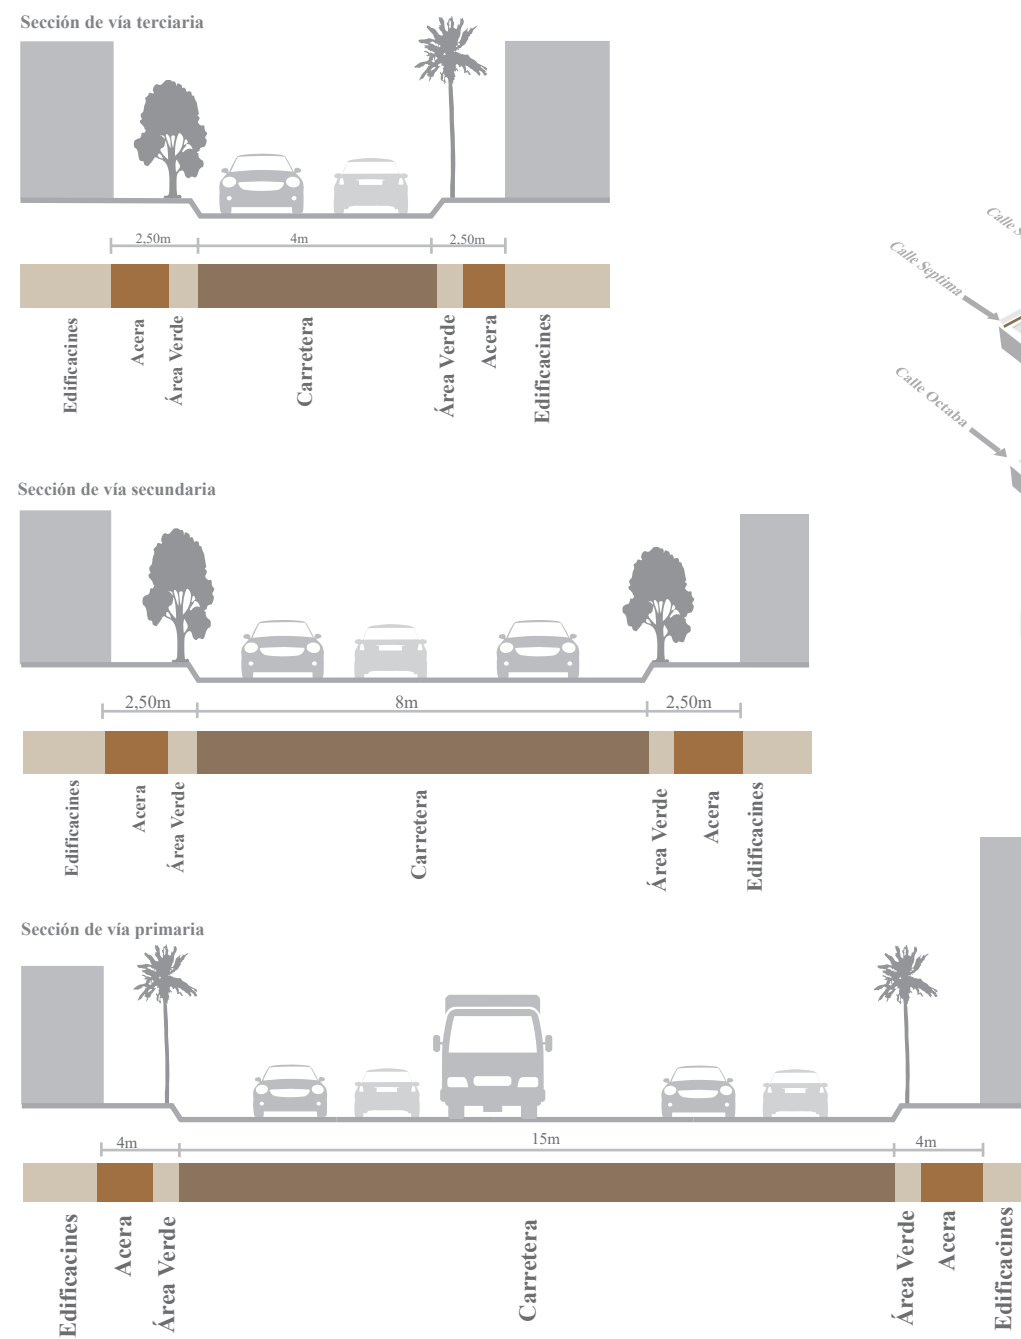 Sección de vía terciaria
2,50m
4m
2,50m
Edificacines
Acera
Área Verde
Carretera
Área Verde
Acera
Edificacines
Calle S
Calle Septima
Calle Octaba
Sección de vía secundaria
2,50m
8m
2,50m
Edificacines
Acera
Área Verde
Carretera
Área Verde
Acera
Edificacines
Sección de vía primaria
4m
15m
4m
Edificacines
Acera
Área Verde
Carretera
Área Verde
Acera
Edificacines